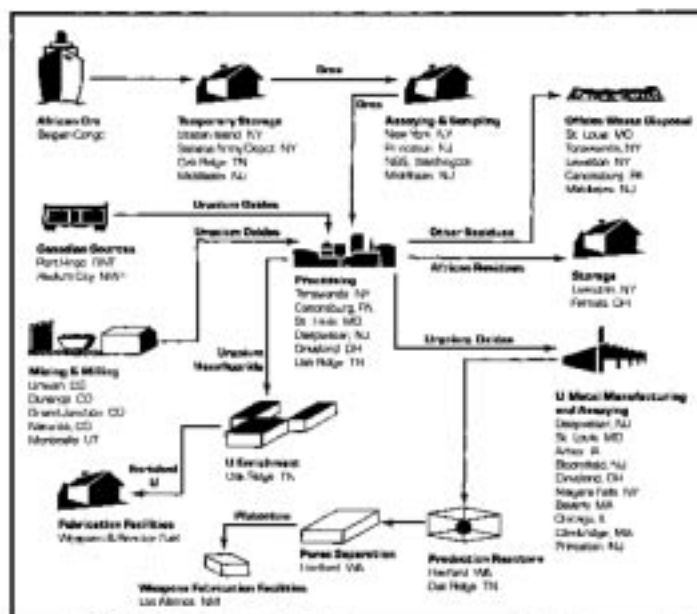 Ores
African Ore
Belgian Congo
Temporary Storage
Staten Island NY
Seneca Army Depot NY
Oak Ridge TN
Middlesex NJ
Ores
Assaying & Sampling
New York NY
Princeton NJ
NBS, Washington
Middlesex NJ
Offsite Waste Disposal
St. Louis MO
Tonawanda, NY
Lewiston NY
Canonsburg, PA
Middlesex, NJ
Uranium Oxides
Canadian Sources
Port Hope
Uranium Oxides
Other Residues
African Residues
Storage
Lewiston, NY
Fernald, OH
Processing
Tonawanda NY
Canonsburg, PA
St. Louis MO
Deepwater, NJ
Cleveland OH
Oak Ridge TN
Uranium Oxides
Mining & Milling
Uravan CO
Durango CO
Grand Junction CO
Naturita, CO
Monticello UT
Uranium
Hexafluoride
U Metal Manufacturing
and Assaying
Deepwater, NJ
St. Louis MO
Ames IA
Bloomfield, NJ
Cleveland, OH
Niagara Falls NY
Beverly MA
Chicago, IL
Cambridge, MA
Princeton, NJ
U Enrichment
Oak Ridge TN
Enriched
U
Fabrication Facilities
Weapons & Reactor Fuel
Plutonium
Purex Separation
Hanford WA
Production Reactors
Hanford WA
Oak Ridge TN
Weapons Fabrication Facilities
Los Alamos, NM